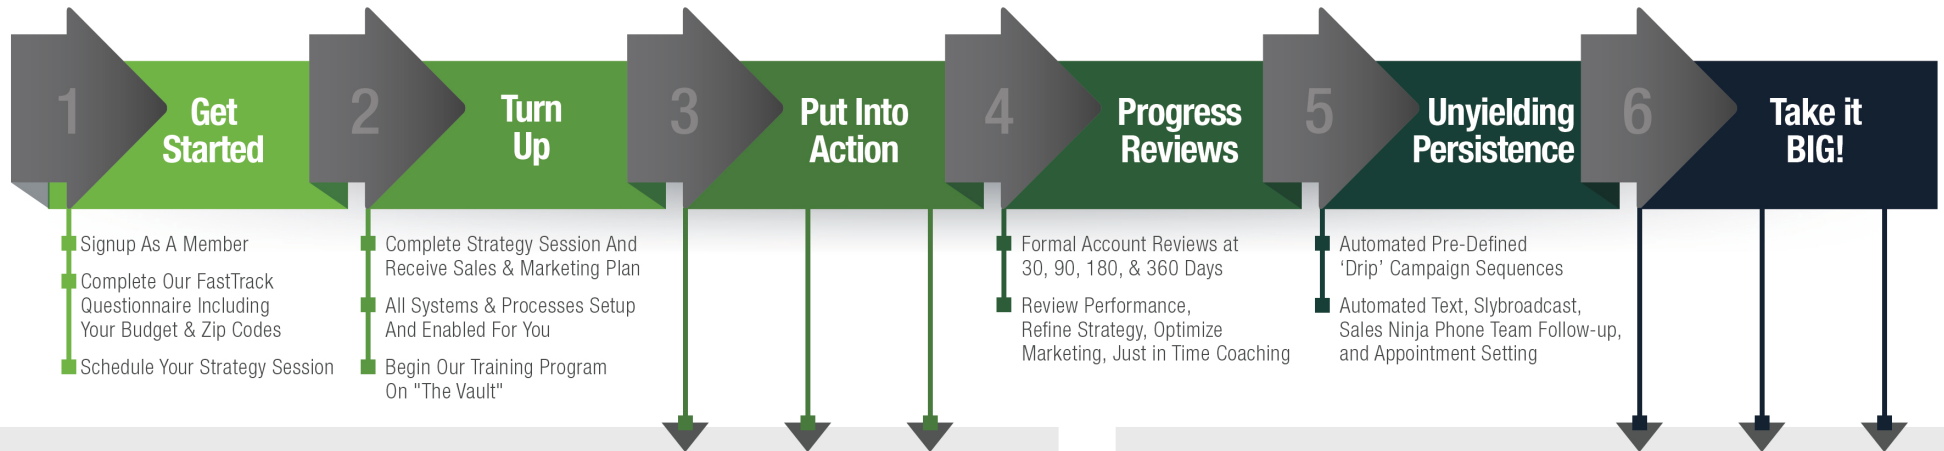 1
Get
Started
Signup As A Member
Complete Our FastTrack
Questionnaire Including
Your Budget & Zip Codes
Schedule Your Strategy Session
2
Turn
Up
Complete Strategy Session And
Receive Sales & Marketing Plan
All Systems & Processes Setup
And Enabled For You
Begin Our Training Program
On "The Vault"
3
Put Into
Action
4
Progress
Reviews
Formal Account Reviews at
30, 90, 180, & 360 Days
Review Performance,
Refine Strategy, Optimize
Marketing, Just in Time Coaching
5
Unyielding
Persistence
Automated Pre-Defined
‘Drip’ Campaign Sequences
Automated Text, Slybroadcast,
Sales Ninja Phone Team Follow-up,
and Appointment Setting
6
Take it
BIG!